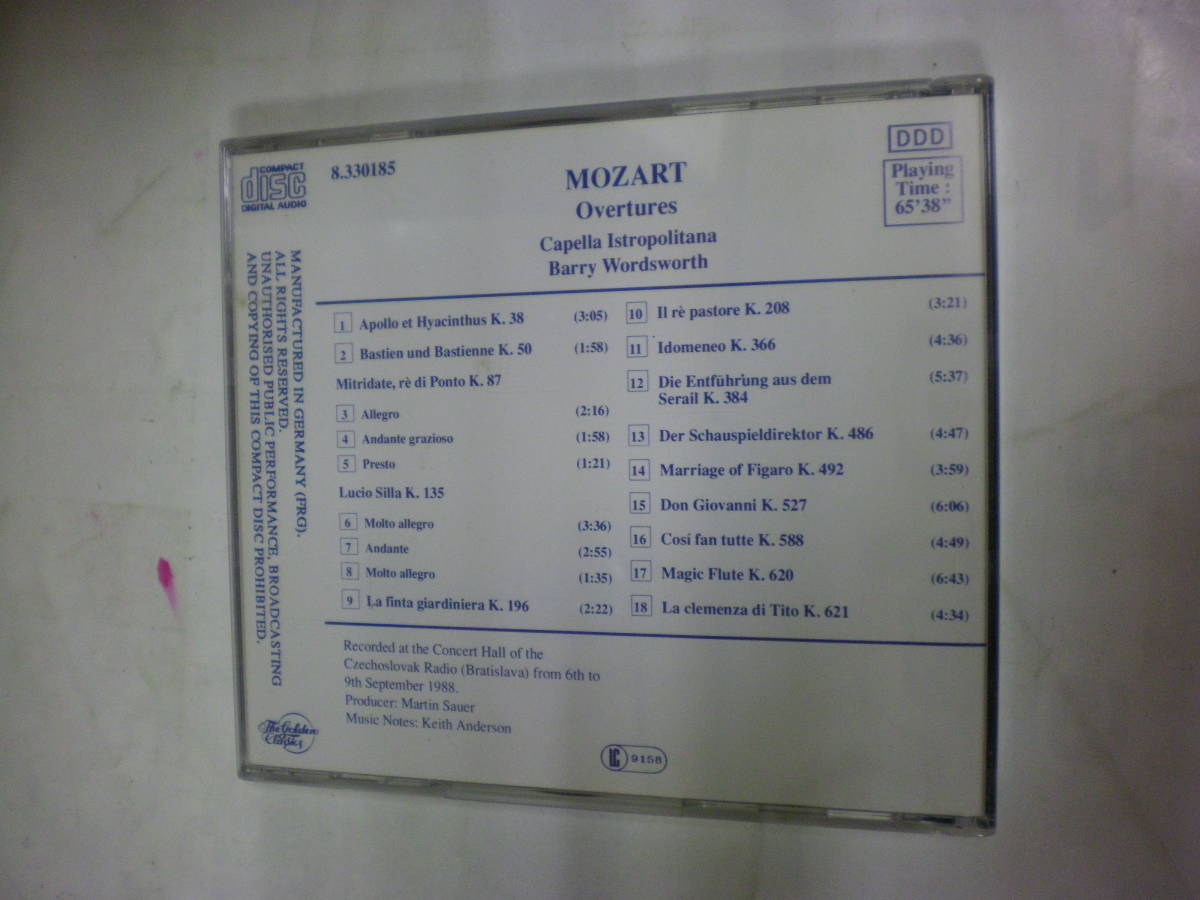 COMPACT
disc
DIGITAL AUDIO
8.330185
MOZART
Overtures
Capella Istropolitana
Barry Wordsworth
DDD
Playing
Time :
65'38"
MANUFACTURED IN GERMANY (FRG).
ALL RIGHTS RESERVED.
UNAUTHORISED PUBLIC PERFORMANCE, BROADCASTING
AND COPYING OF THIS COMPACT DISC PROHIBITED.
1 Apollo et Hyacinthus K. 38 (3:05)
2 Bastien und Bastienne K. 50 (1:58)
Mitridate, rè di Ponto K. 87
3 Allegro (2:16)
4 Andante grazioso (1:58)
5 Presto (1:21)
Lucio Silla K. 135
6 Molto allegro (3:36)
7 Andante (2:55)
8 Molto allegro (1:35)
9 La finta giardiniera K. 196 (2:22)
10 Il rè pastore K. 208 (3:21)
11 Idomeneo K. 366 (4:36)
12 Die Entführung aus dem (5:37)
Serail K. 384
13 Der Schauspieldirektor K. 486 (4:47)
14 Marriage of Figaro K. 492 (3:59)
15 Don Giovanni K. 527 (6:06)
16 Cosi fan tutte K. 588 (4:49)
17 Magic Flute K. 620 (6:43)
18 La clemenza di Tito K. 621 (4:34)
Recorded at the Concert Hall of the
Czechoslovak Radio (Bratislava) from 6th to
9th September 1988.
Producer: Martin Sauer
Music Notes: Keith Anderson
The Golden
Classics
LC 9158